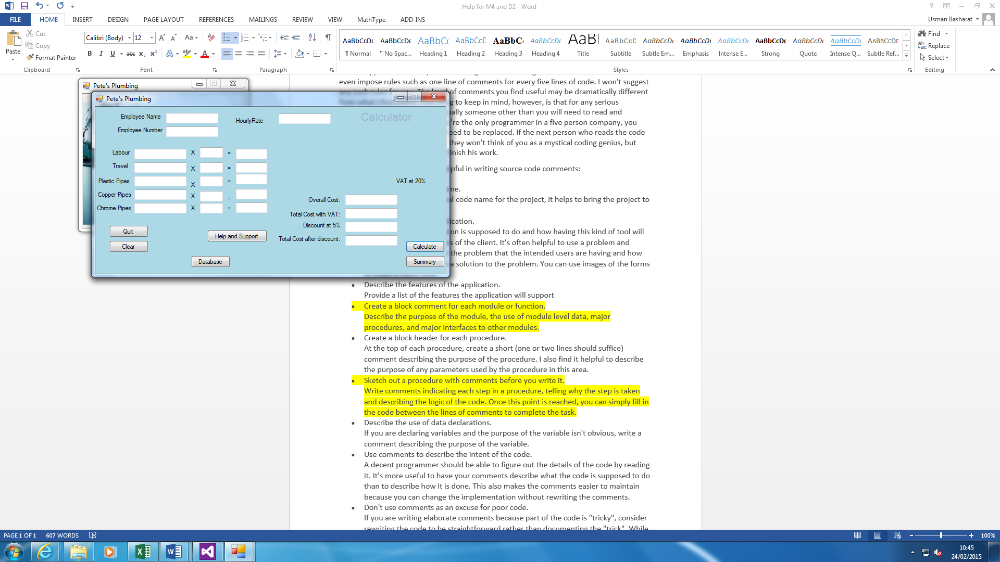 Help for M4 and D2 - Word
FILE HOME INSERT DESIGN PAGE LAYOUT REFERENCES MAILINGS REVIEW VIEW MathType ADD-INS Usman Basharat
Paste Cut Copy Format Painter
Calibri (Body) 12
AaBbCcDc AaBbCcDc AaBbCc AaBbCcD AaBbC AaBbCcDc AaBl AaBbCcD AaBbCcDc AaBbCcDc AaBbCcDc AaBbCcDc AaBbCcDc AaBbCcDc AABBCCDE
¶ Normal ¶ No Spac... Heading 1 Heading 2 Heading 3 Heading 4 Title Subtitle Subtle Em... Emphasis Intense E... Strong Quote Intense Q... Subtle Ref...
Find Replace Select
Clipboard Font Paragraph Styles Editing
Pete's Plumbing
Pete's Plumbing
Employee Name HourlyRate Calculator
Employee Number
Labour X =
Travel X =
Plastic Pipes X = VAT at 20%
Copper Pipes X =
Chrome Pipes X =
Overall Cost:
Total Cost with VAT:
Discount at 5%
Total Cost after discount:
Quit
Clear
Help and Support
Database
Calculate
Summary
even impose rules such as one line of comments for every five lines of code. I won't suggest
of comments you find useful may be dramatically different
to keep in mind, however, is that for any serious
someone other than you will need to read and
're the only programmer in a five person company, you
need to be replaced. If the next person who reads the code
they won't think of you as a mystical coding genius, but
finish his work.
in writing source code comments:
code name for the project, it helps to bring the project to
is supposed to do and how having this kind of tool will
of the client. It's often helpful to use a problem and
the problem that the intended users are having and how
a solution to the problem. You can use images of the forms
• Describe the features of the application.
Provide a list of the features the application will support
• Create a block comment for each module or function.
Describe the purpose of the module, the use of module level data, major
procedures, and major interfaces to other modules.
• Create a block header for each procedure.
At the top of each procedure, create a short (one or two lines should suffice)
comment describing the purpose of the procedure. I also find it helpful to describe
the purpose of any parameters used by the procedure in this area.
• Sketch out a procedure with comments before you write it.
Write comments indicating each step in a procedure, telling why the step is taken
and describing the logic of the code. Once this point is reached, you can simply fill in
the code between the lines of comments to complete the task.
• Describe the use of data declarations.
If you are declaring variables and the purpose of the variable isn't obvious, write a
comment describing the purpose of the variable.
• Use comments to describe the intent of the code.
A decent programmer should be able to figure out the details of the code by reading
it. It's more useful to have your comments describe what the code is supposed to do
than to describe how it is done. This also makes the comments easier to maintain
because you can change the implementation without rewriting the comments.
• Don't use comments as an excuse for poor code.
If you are writing elaborate comments because part of the code is "tricky", consider
rewriting the code to be straightforward rather than documenting the "trick". While
PAGE 1 OF 1 607 WORDS 100%
10:45
24/02/2015